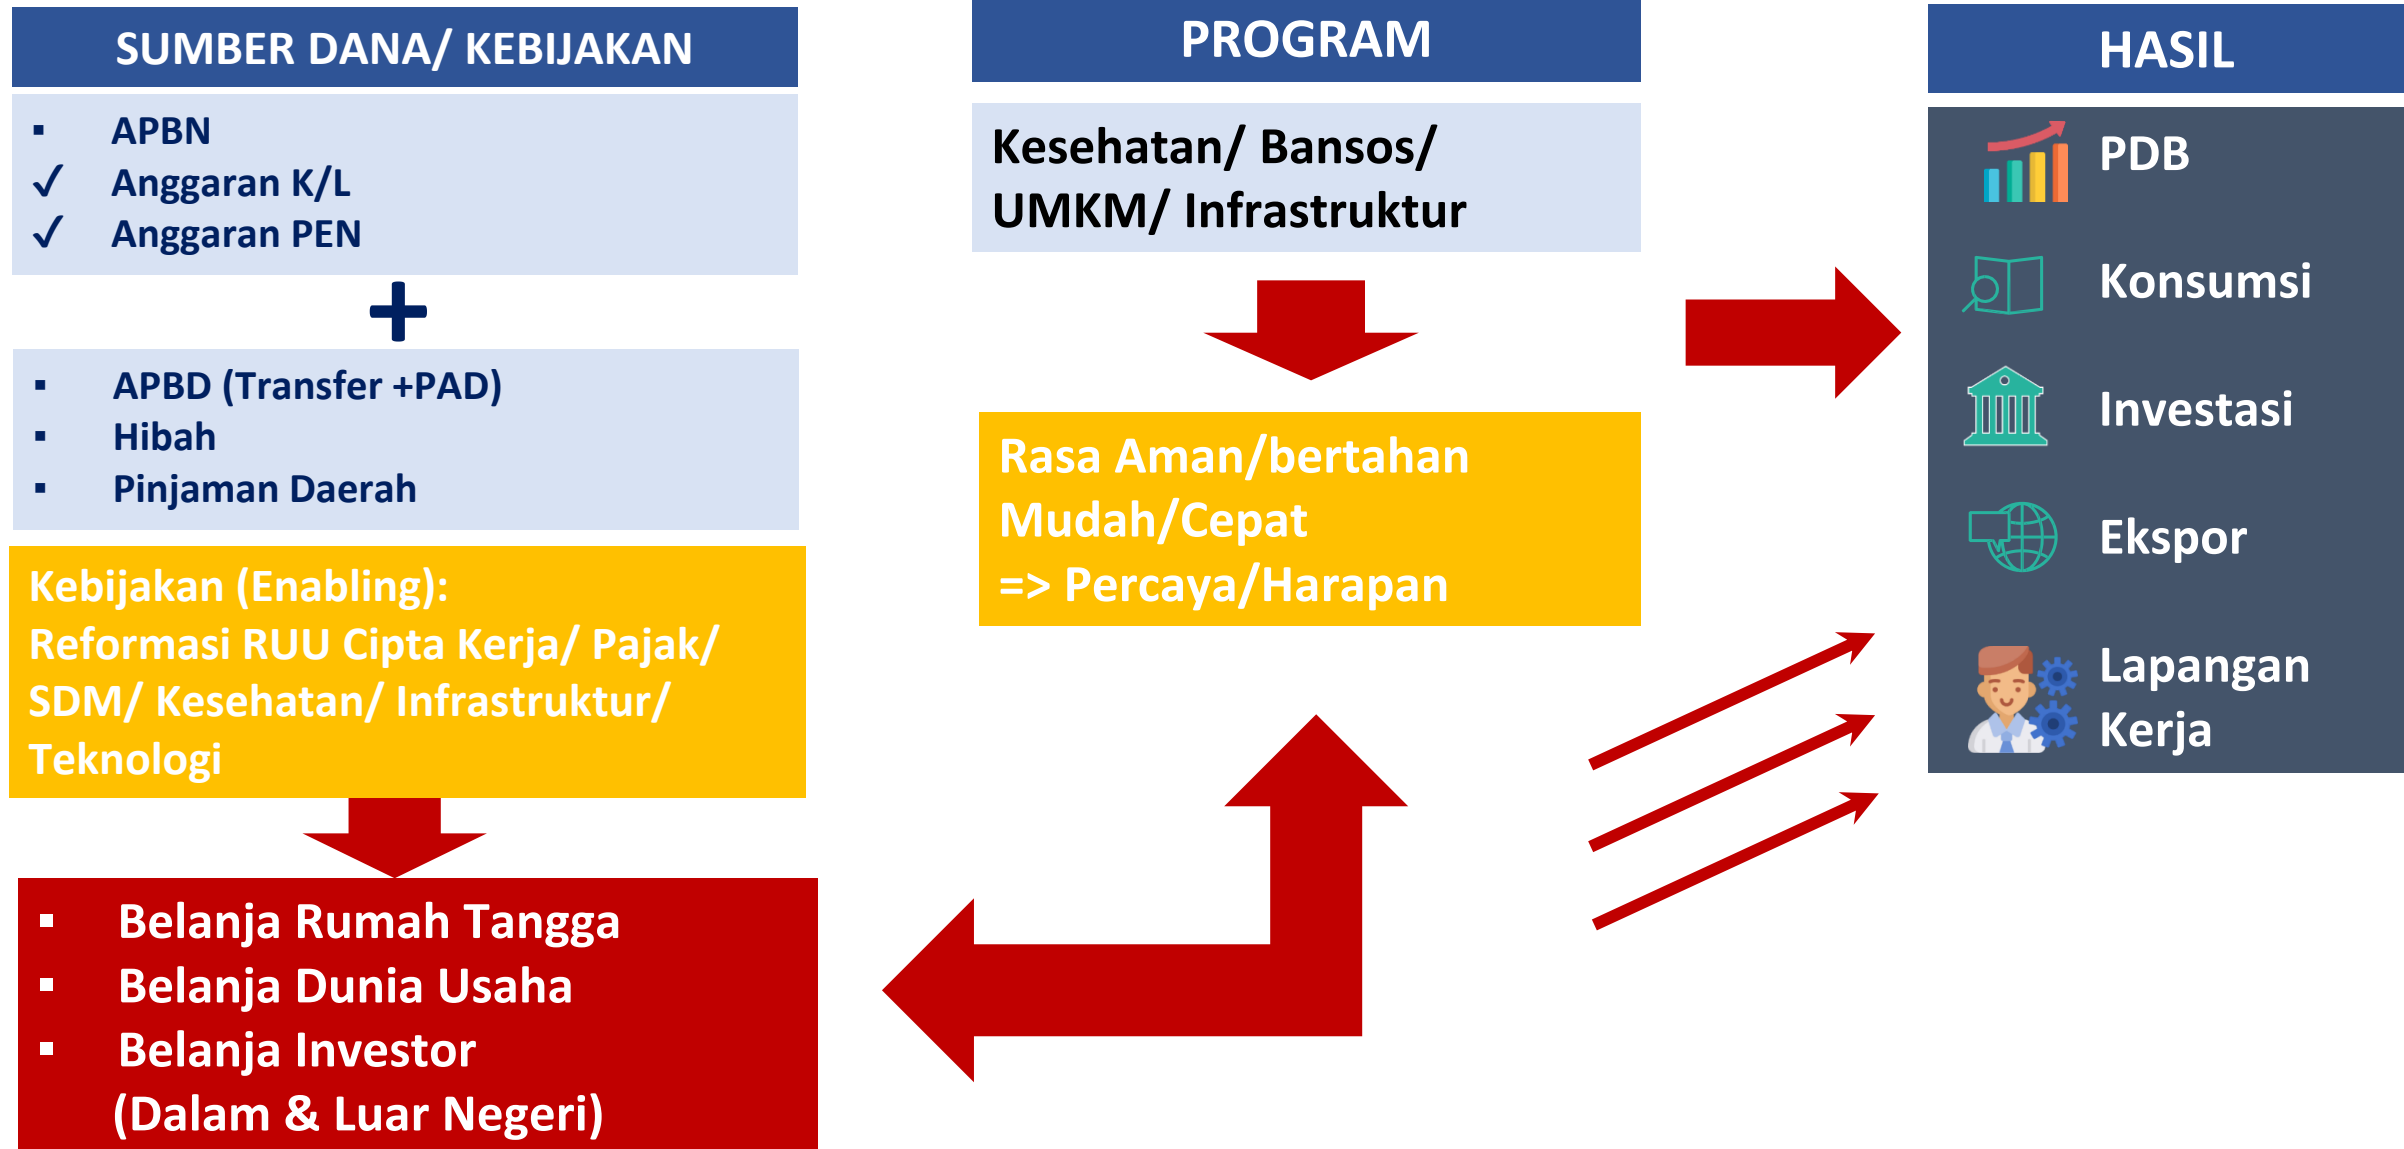 SUMBER DANA/ KEBIJAKAN
▪ APBN
✓ Anggaran K/L
✓ Anggaran PEN
+
▪ APBD (Transfer +PAD)
▪ Hibah
▪ Pinjaman Daerah
Kebijakan (Enabling):
Reformasi RUU Cipta Kerja/ Pajak/
SDM/ Kesehatan/ Infrastruktur/
Teknologi
▪ Belanja Rumah Tangga
▪ Belanja Dunia Usaha
▪ Belanja Investor
(Dalam & Luar Negeri)
PROGRAM
Kesehatan/ Bansos/
UMKM/ Infrastruktur
Rasa Aman/bertahan
Mudah/Cepat
=> Percaya/Harapan
HASIL
PDB
Konsumsi
Investasi
Ekspor
Lapangan
Kerja